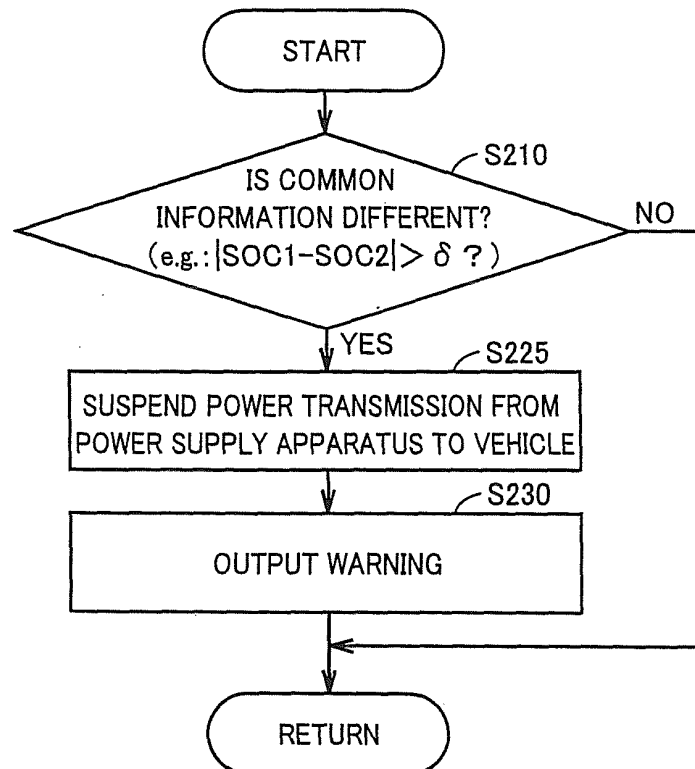 START
S210
IS COMMON
INFORMATION DIFFERENT?
(e.g.:|SOC1-SOC2|> δ ?)
NO
YES
S225
SUSPEND POWER TRANSMISSION FROM
POWER SUPPLY APPARATUS TO VEHICLE
S230
OUTPUT WARNING
RETURN